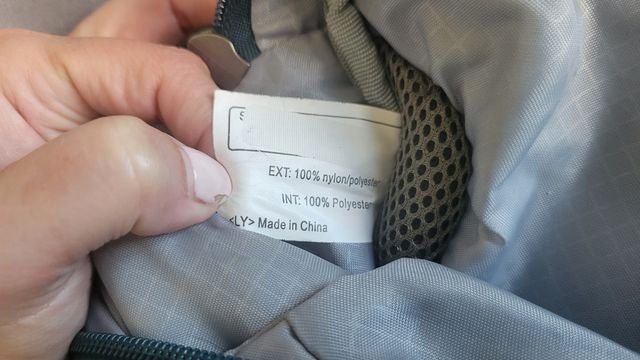 S
EXT: 100% nylon/polyester
INT: 100% Polyester
<LY> Made in China